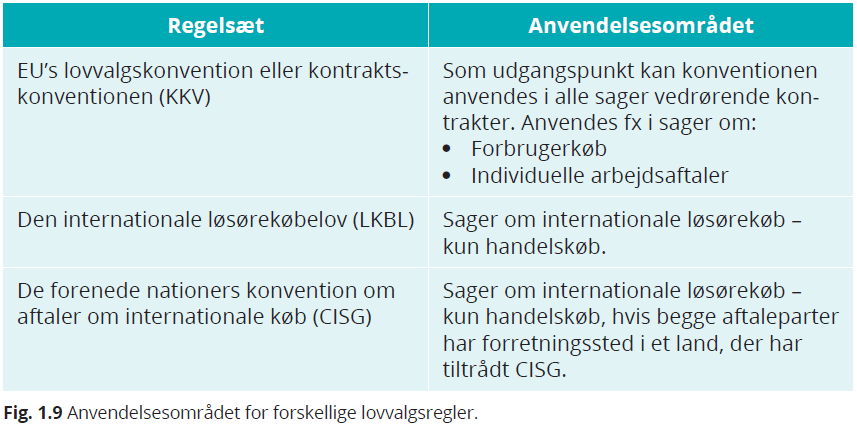 Regelsæt
Anvendelsesområdet
EU’s lovvalgskonvention eller kontrakts-
konventionen (KKV)
Som udgangspunkt kan konventionen
anvendes i alle sager vedrørende kon-
trakter. Anvendes fx i sager om:
• Forbrugerkøb
• Individuelle arbejdsaftaler
Den internationale løsørekøbelov (LKBL)
Sager om internationale løsørekøb –
kun handelskøb.
De forenede nationers konvention om
aftaler om internationale køb (CISG)
Sager om internationale løsørekøb –
kun handelskøb, hvis begge aftaleparter
har forretningssted i et land, der har
tiltrådt CISG.
Fig. 1.9 Anvendelsesområdet for forskellige lovvalgsregler.